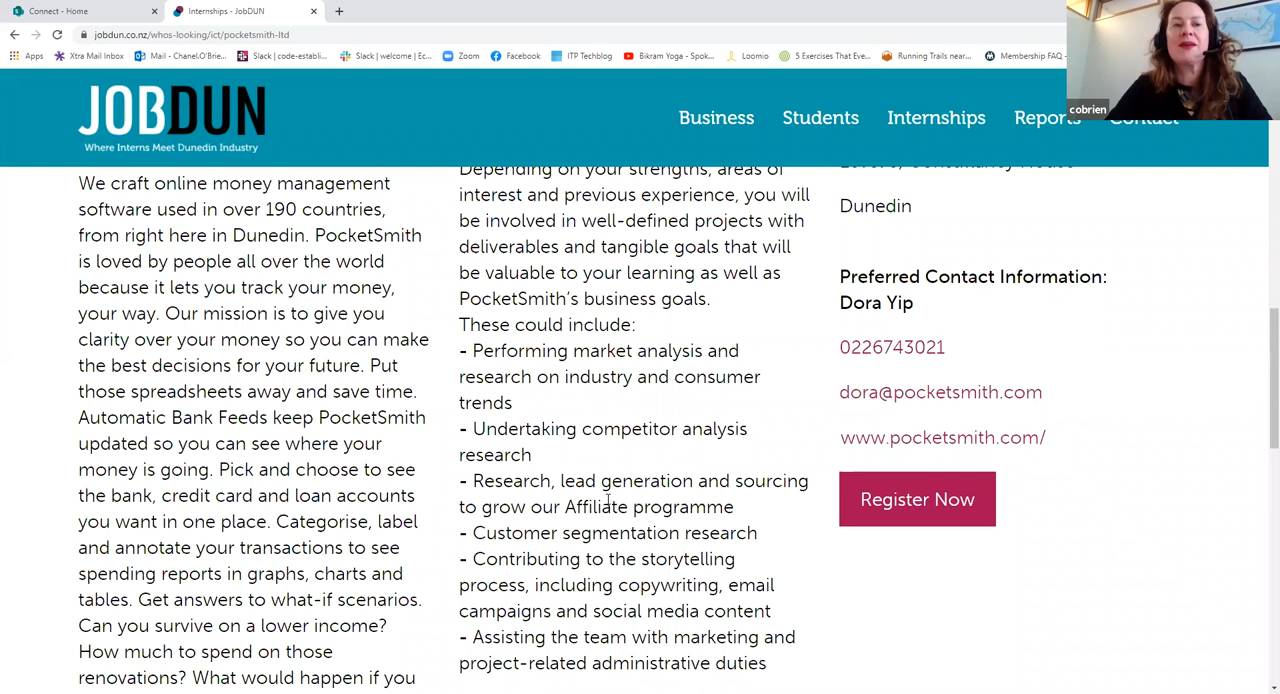 Connect - Home
Internships - JobDUN
jobdun.co.nz/whos-looking/ict/pocketsmith-ltd
Apps
Xtra Mail Inbox
Mail - Chanel.O'Brie...
Slack | code-establi...
Slack | welcome | Ec...
Zoom
Facebook
ITP Techblog
Bikram Yoga - Spok...
Loomio
5 Exercises That Eve...
Running Trails near...
Membership FAQ -
cobrien
JOBDUN
Where Interns Meet Dunedin Industry
Business
Students
Internships
Reports
Contact
We craft online money management
software used in over 190 countries,
from right here in Dunedin. PocketSmith
is loved by people all over the world
because it lets you track your money,
your way. Our mission is to give you
clarity over your money so you can make
the best decisions for your future. Put
those spreadsheets away and save time.
Automatic Bank Feeds keep PocketSmith
updated so you can see where your
money is going. Pick and choose to see
the bank, credit card and loan accounts
you want in one place. Categorise, label
and annotate your transactions to see
spending reports in graphs, charts and
tables. Get answers to what-if scenarios.
Can you survive on a lower income?
How much to spend on those
renovations? What would happen if you
Depending on your strengths, areas of
interest and previous experience, you will
be involved in well-defined projects with
deliverables and tangible goals that will
be valuable to your learning as well as
PocketSmith's business goals.
These could include:
- Performing market analysis and
research on industry and consumer
trends
- Undertaking competitor analysis
research
- Research, lead generation and sourcing
to grow our Affiliate programme
- Customer segmentation research
- Contributing to the storytelling
process, including copywriting, email
campaigns and social media content
- Assisting the team with marketing and
project-related administrative duties
Consultancy House
Dunedin
Preferred Contact Information:
Dora Yip
0226743021
dora@pocketsmith.com
www.pocketsmith.com/
Register Now